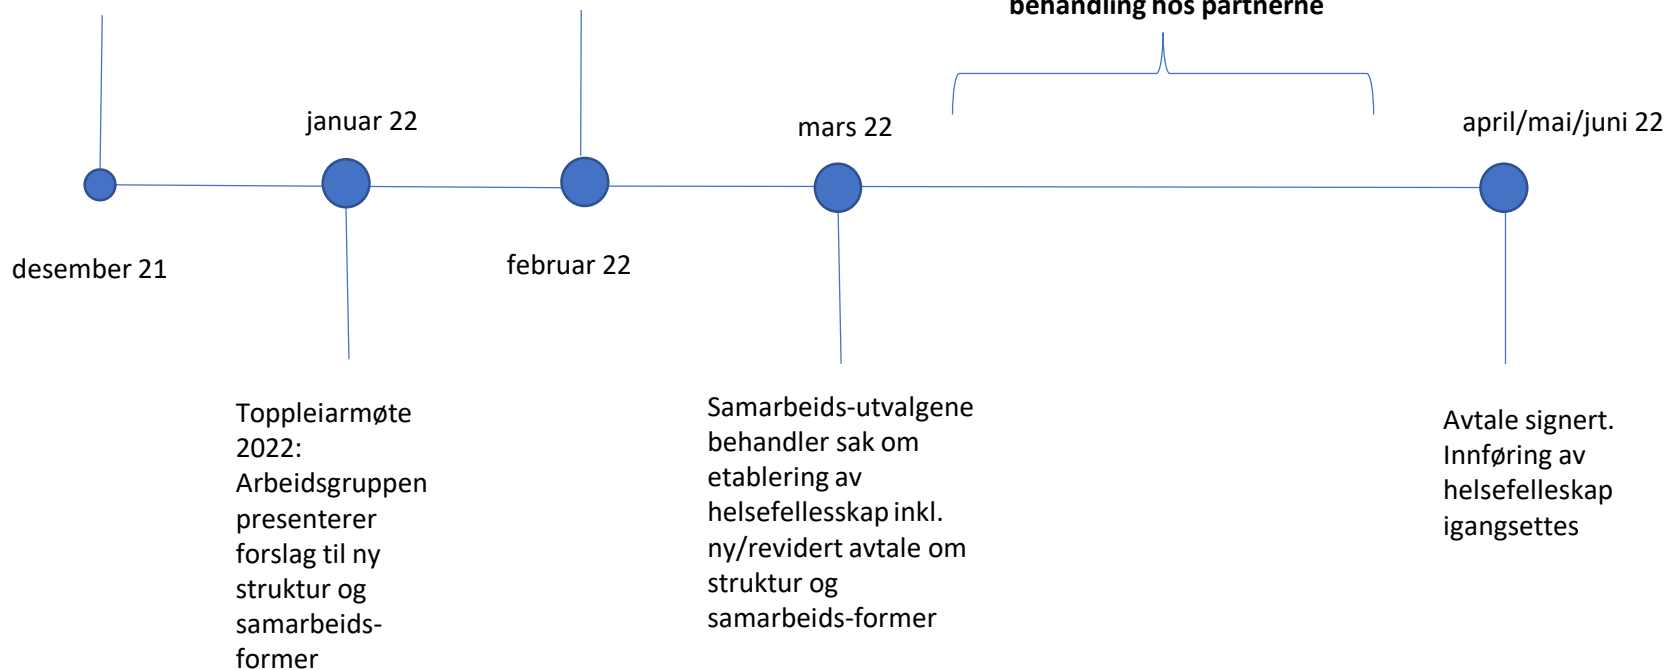 behandling hos partnerne
januar 22
mars 22
april/mai/juni 22
desember 21
februar 22
Toppleiarmøte
2022:
Arbeidsgruppen
presenterer
forslag til ny
struktur og
samarbeids-
former
Samarbeids-utvalgene
behandler sak om
etablering av
helsefellesskap inkl.
ny/revidert avtale om
struktur og
samarbeids-former
Avtale signert.
Innføring av
helsefelleskap
igangsettes